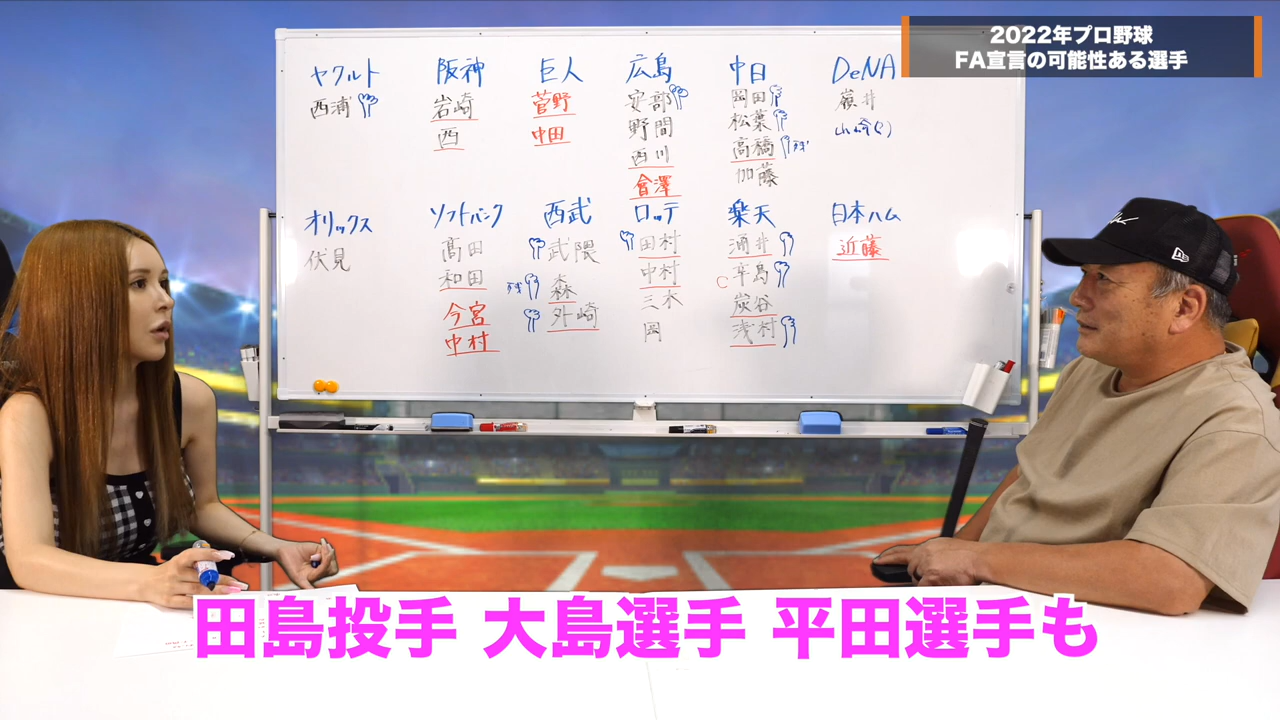 2022年プロ野球
FA宣言の可能性ある選手
ヤクルト
西浦
阪神
岩崎
西
巨人
菅野
中田
広島
安部
野間
西川
會澤
中日
岡田
松葉
高橋
残
加藤
DeNA
嶺井
山﨑(?)
オリックス
伏見
ソフトバンク
髙田
和田
今宮
中村
西武
武隈
残
森
外崎
ロッテ
田村
中村
三木
岡
楽天
涌井
C
辛島
炭谷
浅村
日本ハム
近藤
田島投手 大島選手 平田選手も